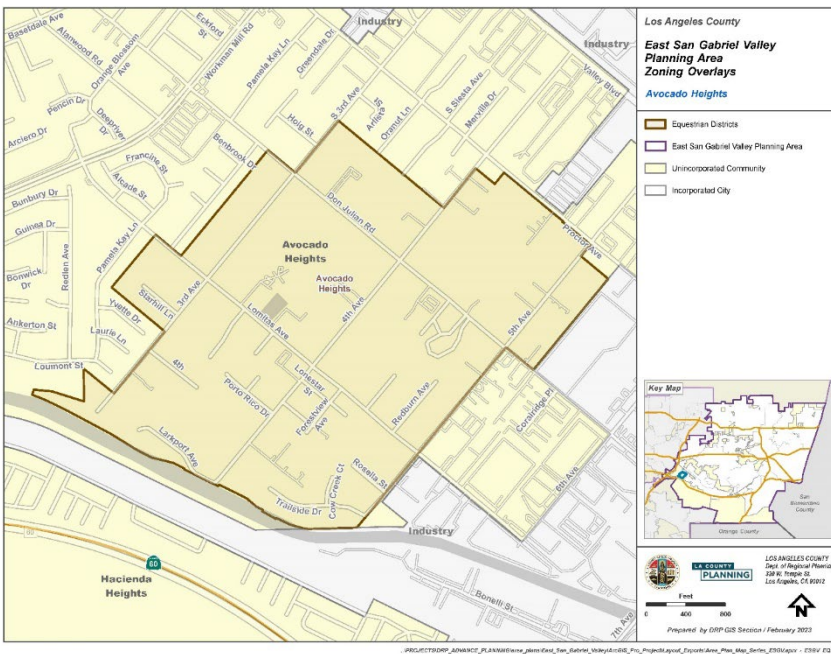 Los Angeles County
East San Gabriel Valley
Planning Area
Zoning Overlays
Avocado Heights
Equestrian Districts
East San Gabriel Valley Planning Area
Unincorporated Community
Incorporated City
Key Map
San
Bernardino
County
Orange County
LA COUNTY
PLANNING
LOS ANGELES COUNTY
Dept. of Regional Planning
320 W. Temple St.
Los Angeles, CA 90012
Feet
0 400 800
N
Prepared by DRP GIS Section / February 2023
Basetdale Ave
Alanwood Rd
Orange Blossom
Ave
Eckford
St
Workman Mill Rd
Pamela Kay Ln
Greendale Dr
Industry
Industry
S 3rd Ave
Arlista St
Oranut Ln
S Siesta Ave
Merville Dr
Valley Blvd
Pencin Dr
Deepriver
Dr
Hoig St
Arciero Dr
Francine St
Benbrook Dr
Alcade St
Bunbury Dr
Don Julian Rd
Guinea Dr
Redlen Ave
Pamela Kay Ln
Proctor Ave
Avocado
Heights
Bonwick
Dr
Avocado
Heights
Starhill Ln
3rd Ave
4th Ave
5th Ave
Yvette Dr
Lomitas Ave
Ankerton St
Laurie Ln
Loumont St
4th
Lonestar
St
Porto Rico Dr
Forestview
Ave
Redburn Ave
Coralridge Pl
Larkport Ave
Rosella St
Cow Creek Ct
6th Ave
Trailside Dr
Industry
60
Hacienda
Heights
Bonelli St
7th Ave